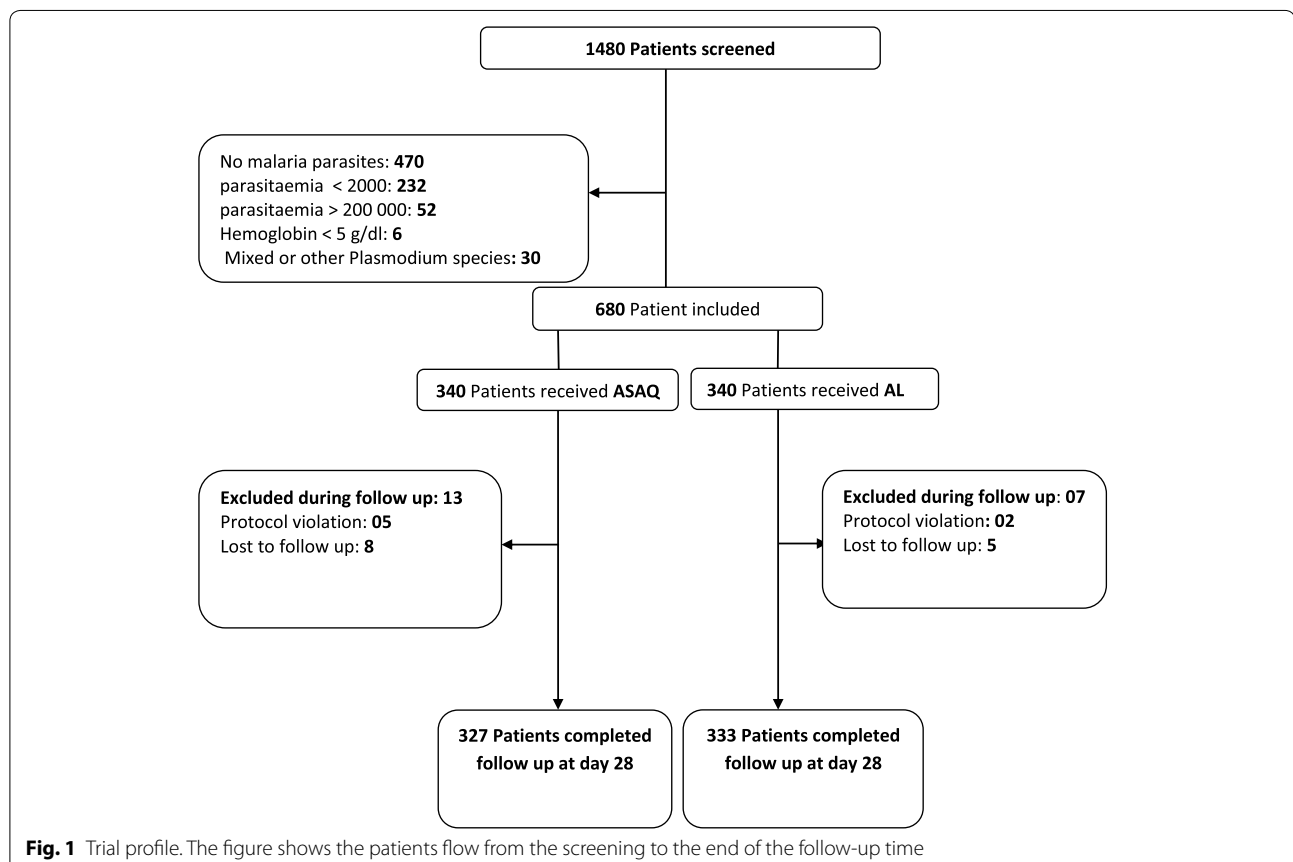 1480 Patients screened
No malaria parasites: 470
parasitaemia < 2000: 232
parasitaemia > 200 000: 52
Hemoglobin < 5 g/dl: 6
Mixed or other Plasmodium species: 30
680 Patient included
340 Patients received ASAQ
340 Patients received AL
Excluded during follow up: 13
Protocol violation: 05
Lost to follow up: 8
Excluded during follow up: 07
Protocol violation: 02
Lost to follow up: 5
327 Patients completed
follow up at day 28
333 Patients completed
follow up at day 28
Fig. 1 Trial profile. The figure shows the patients flow from the screening to the end of the follow-up time